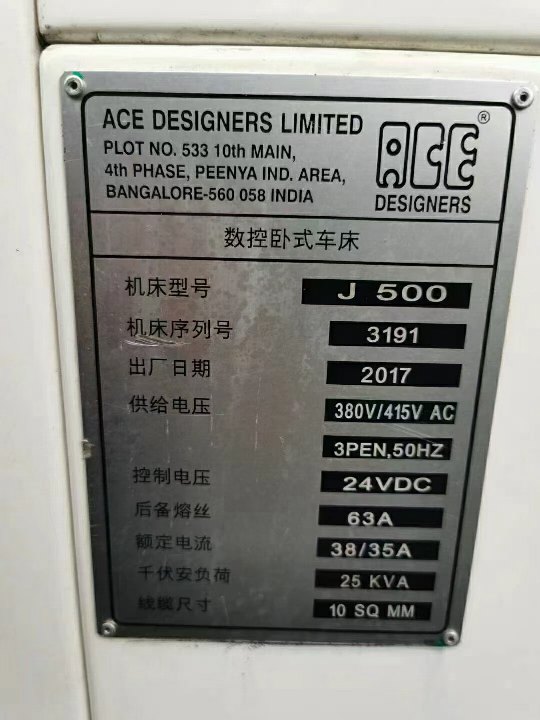 ACE DESIGNERS LIMITED
PLOT NO. 533 10th MAIN,
4th PHASE, PEENYA IND. AREA,
BANGALORE-560 058 INDIA
ACE®
DESIGNERS
数控卧式车床
机床型号 J 500
机床序列号 3191
出厂日期 2017
供给电压 380V/415V AC
3PEN,50HZ
控制电压 24VDC
后备熔丝 63A
额定电流 38/35A
千伏安负荷 25 KVA
线缆尺寸 10 SQ MM